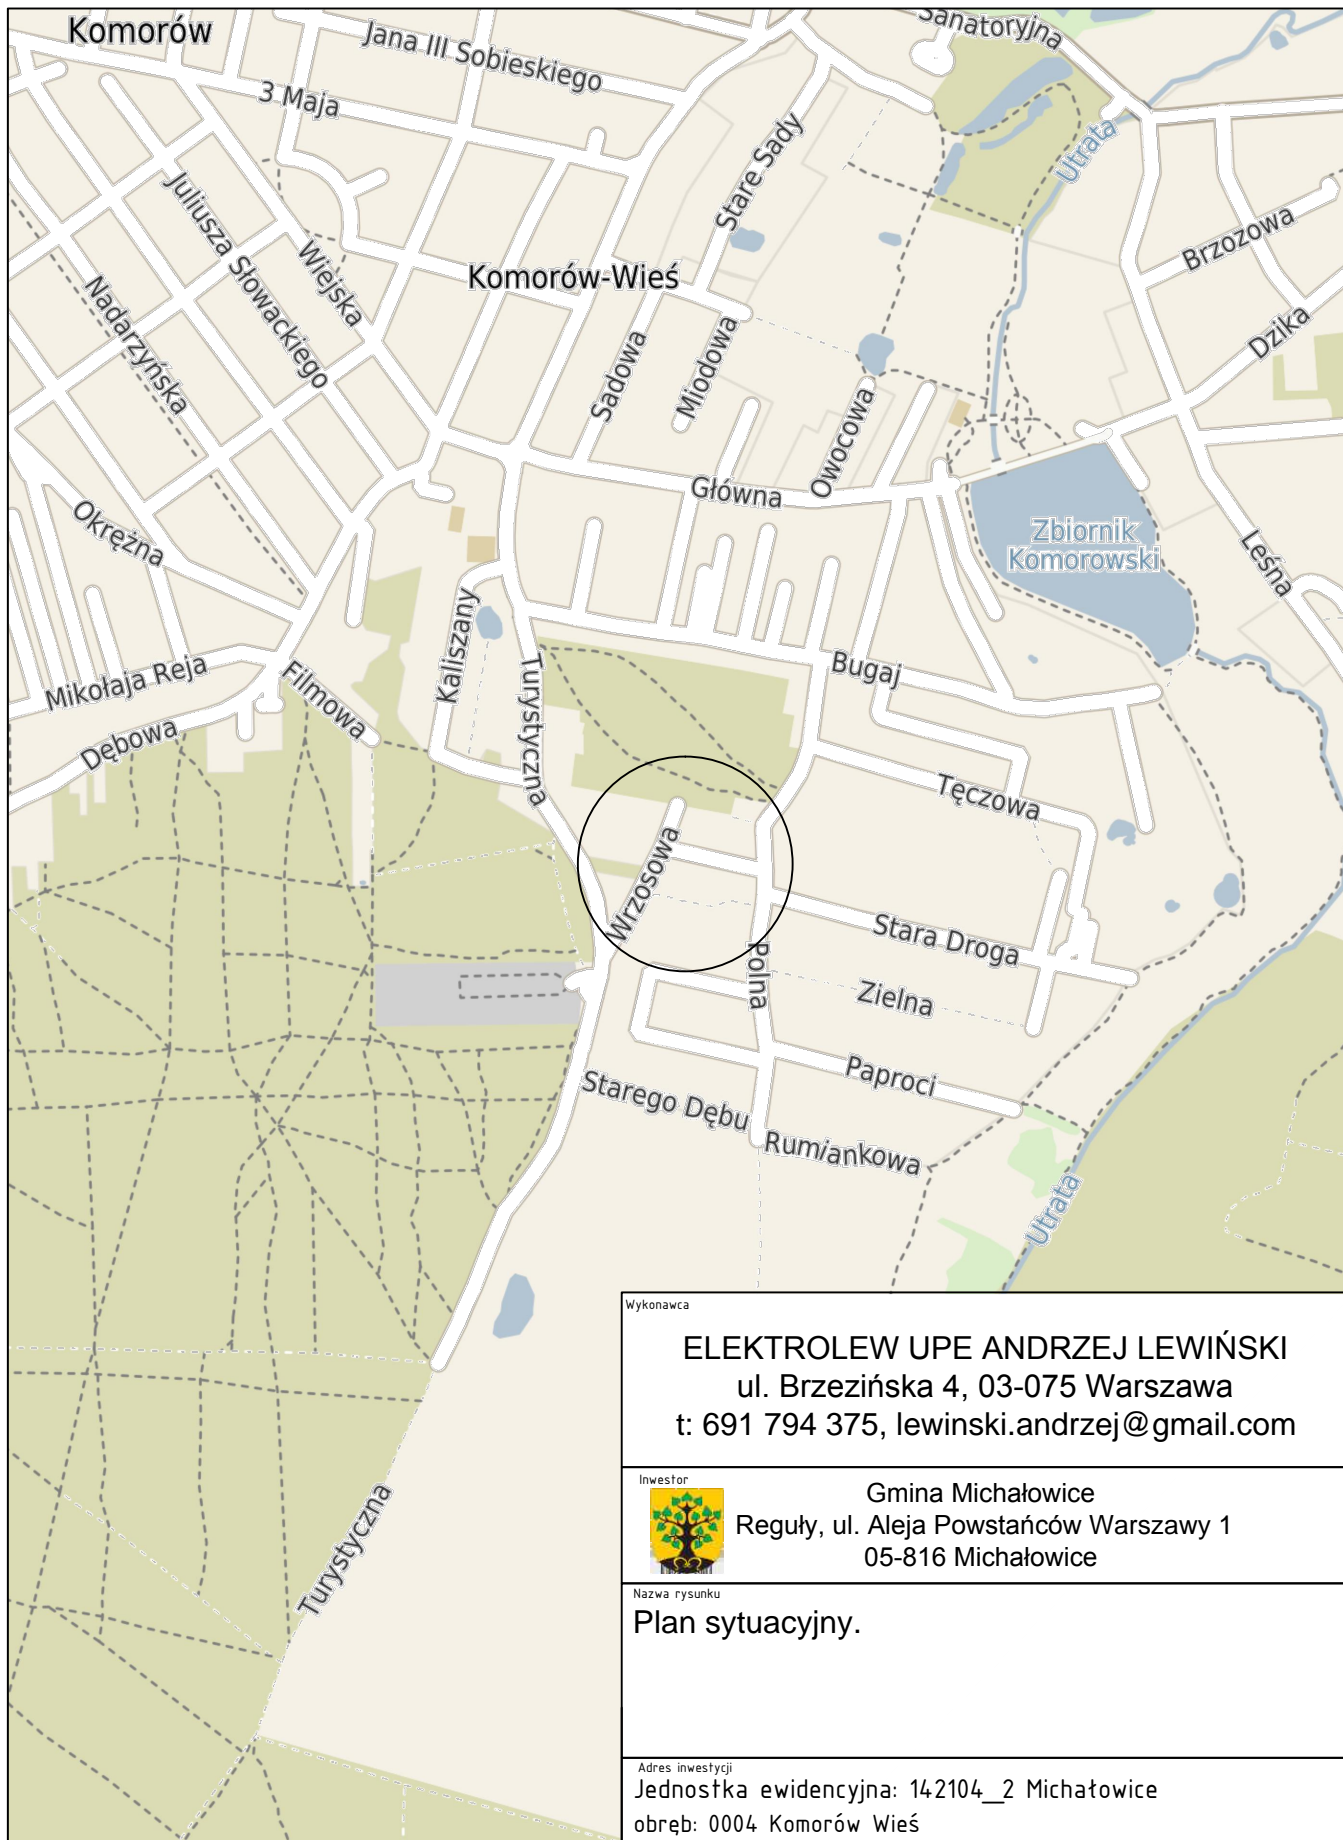 Komorów
Jana III Sobieskiego
Sanatoryjna
3 Maja
Stare Sady
Utrata
Juliusza Słowackiego
Wiejska
Brzozowa
Komorów-Wieś
Nadarzyńska
Sadowa
Miodowa
Dzika
Owocowa
Główna
Okrężna
Zbiornik
Komorowski
Leśna
Kaliszany
Mikołaja Reja
Filmowa
Turystyczna
Bugaj
Dębowa
Tęczowa
Wrzosowa
Stara Droga
Polna
Zielna
Paproci
Starego Dębu
Rumiankowa
Utrata
Turystyczna
Wykonawca
ELEKTROLEW UPE ANDRZEJ LEWIŃSKI
ul. Brzezińska 4, 03-075 Warszawa
t: 691 794 375, lewinski.andrzej@gmail.com
Inwestor
Gmina Michałowice
Reguły, ul. Aleja Powstańców Warszawy 1
05-816 Michałowice
Nazwa rysunku
Plan sytuacyjny.
Adres inwestycji
Jednostka ewidencyjna: 142104_2 Michałowice
obręb: 0004 Komorów Wieś